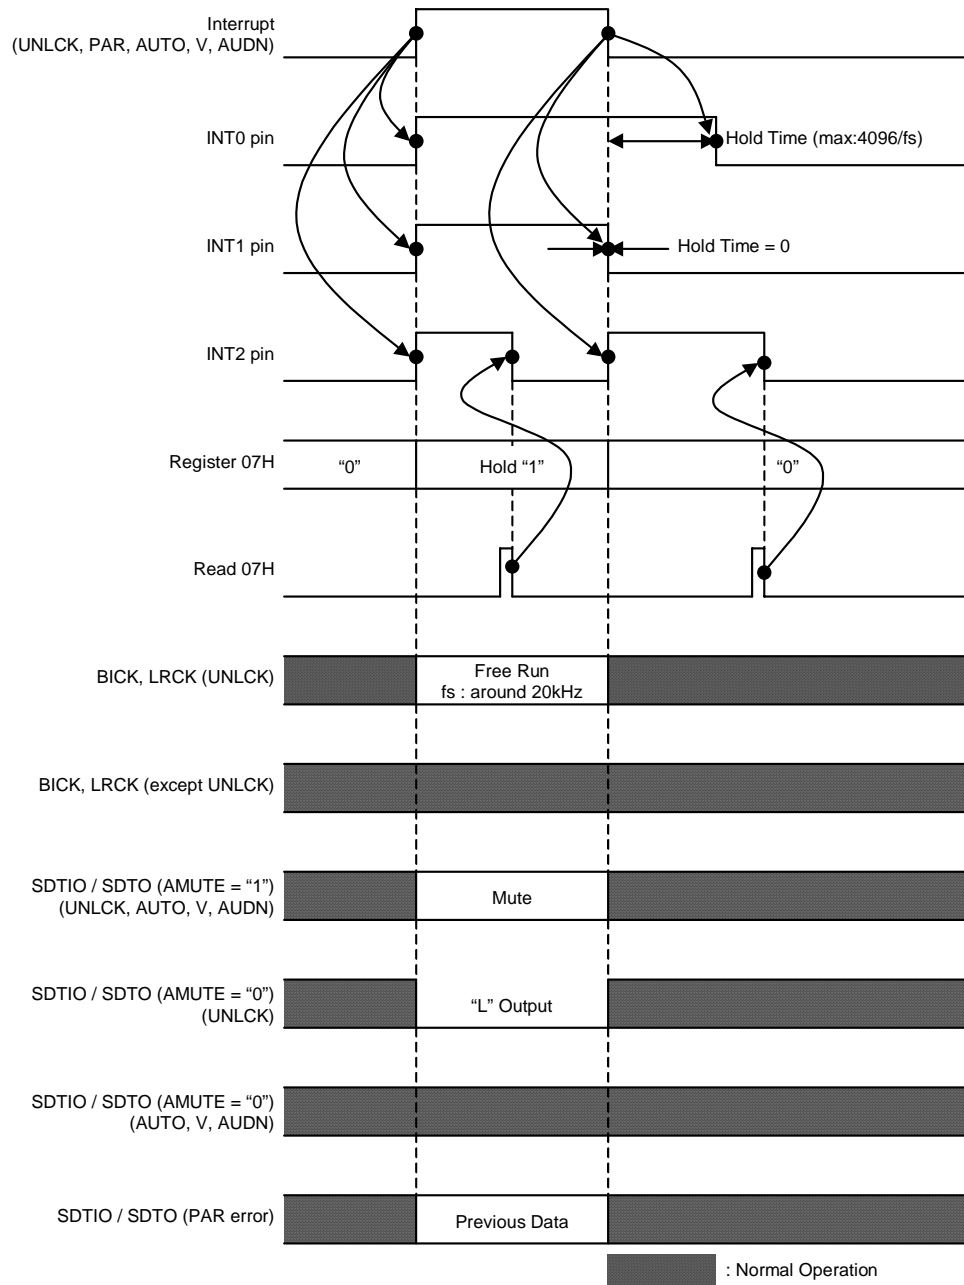 Interrupt
(UNLCK, PAR, AUTO, V, AUDN)
INT0 pin
Hold Time (max:4096/fs)
INT1 pin
Hold Time = 0
INT2 pin
Register 07H
“0”
Hold “1”
“0”
Read 07H
BICK, LRCK (UNLCK)
Free Run
fs : around 20kHz
BICK, LRCK (except UNLCK)
SDTIO / SDTO (AMUTE = “1”)
(UNLCK, AUTO, V, AUDN)
Mute
SDTIO / SDTO (AMUTE = “0”)
(UNLCK)
“L” Output
SDTIO / SDTO (AMUTE = “0”)
(AUTO, V, AUDN)
SDTIO / SDTO (PAR error)
Previous Data
: Normal Operation